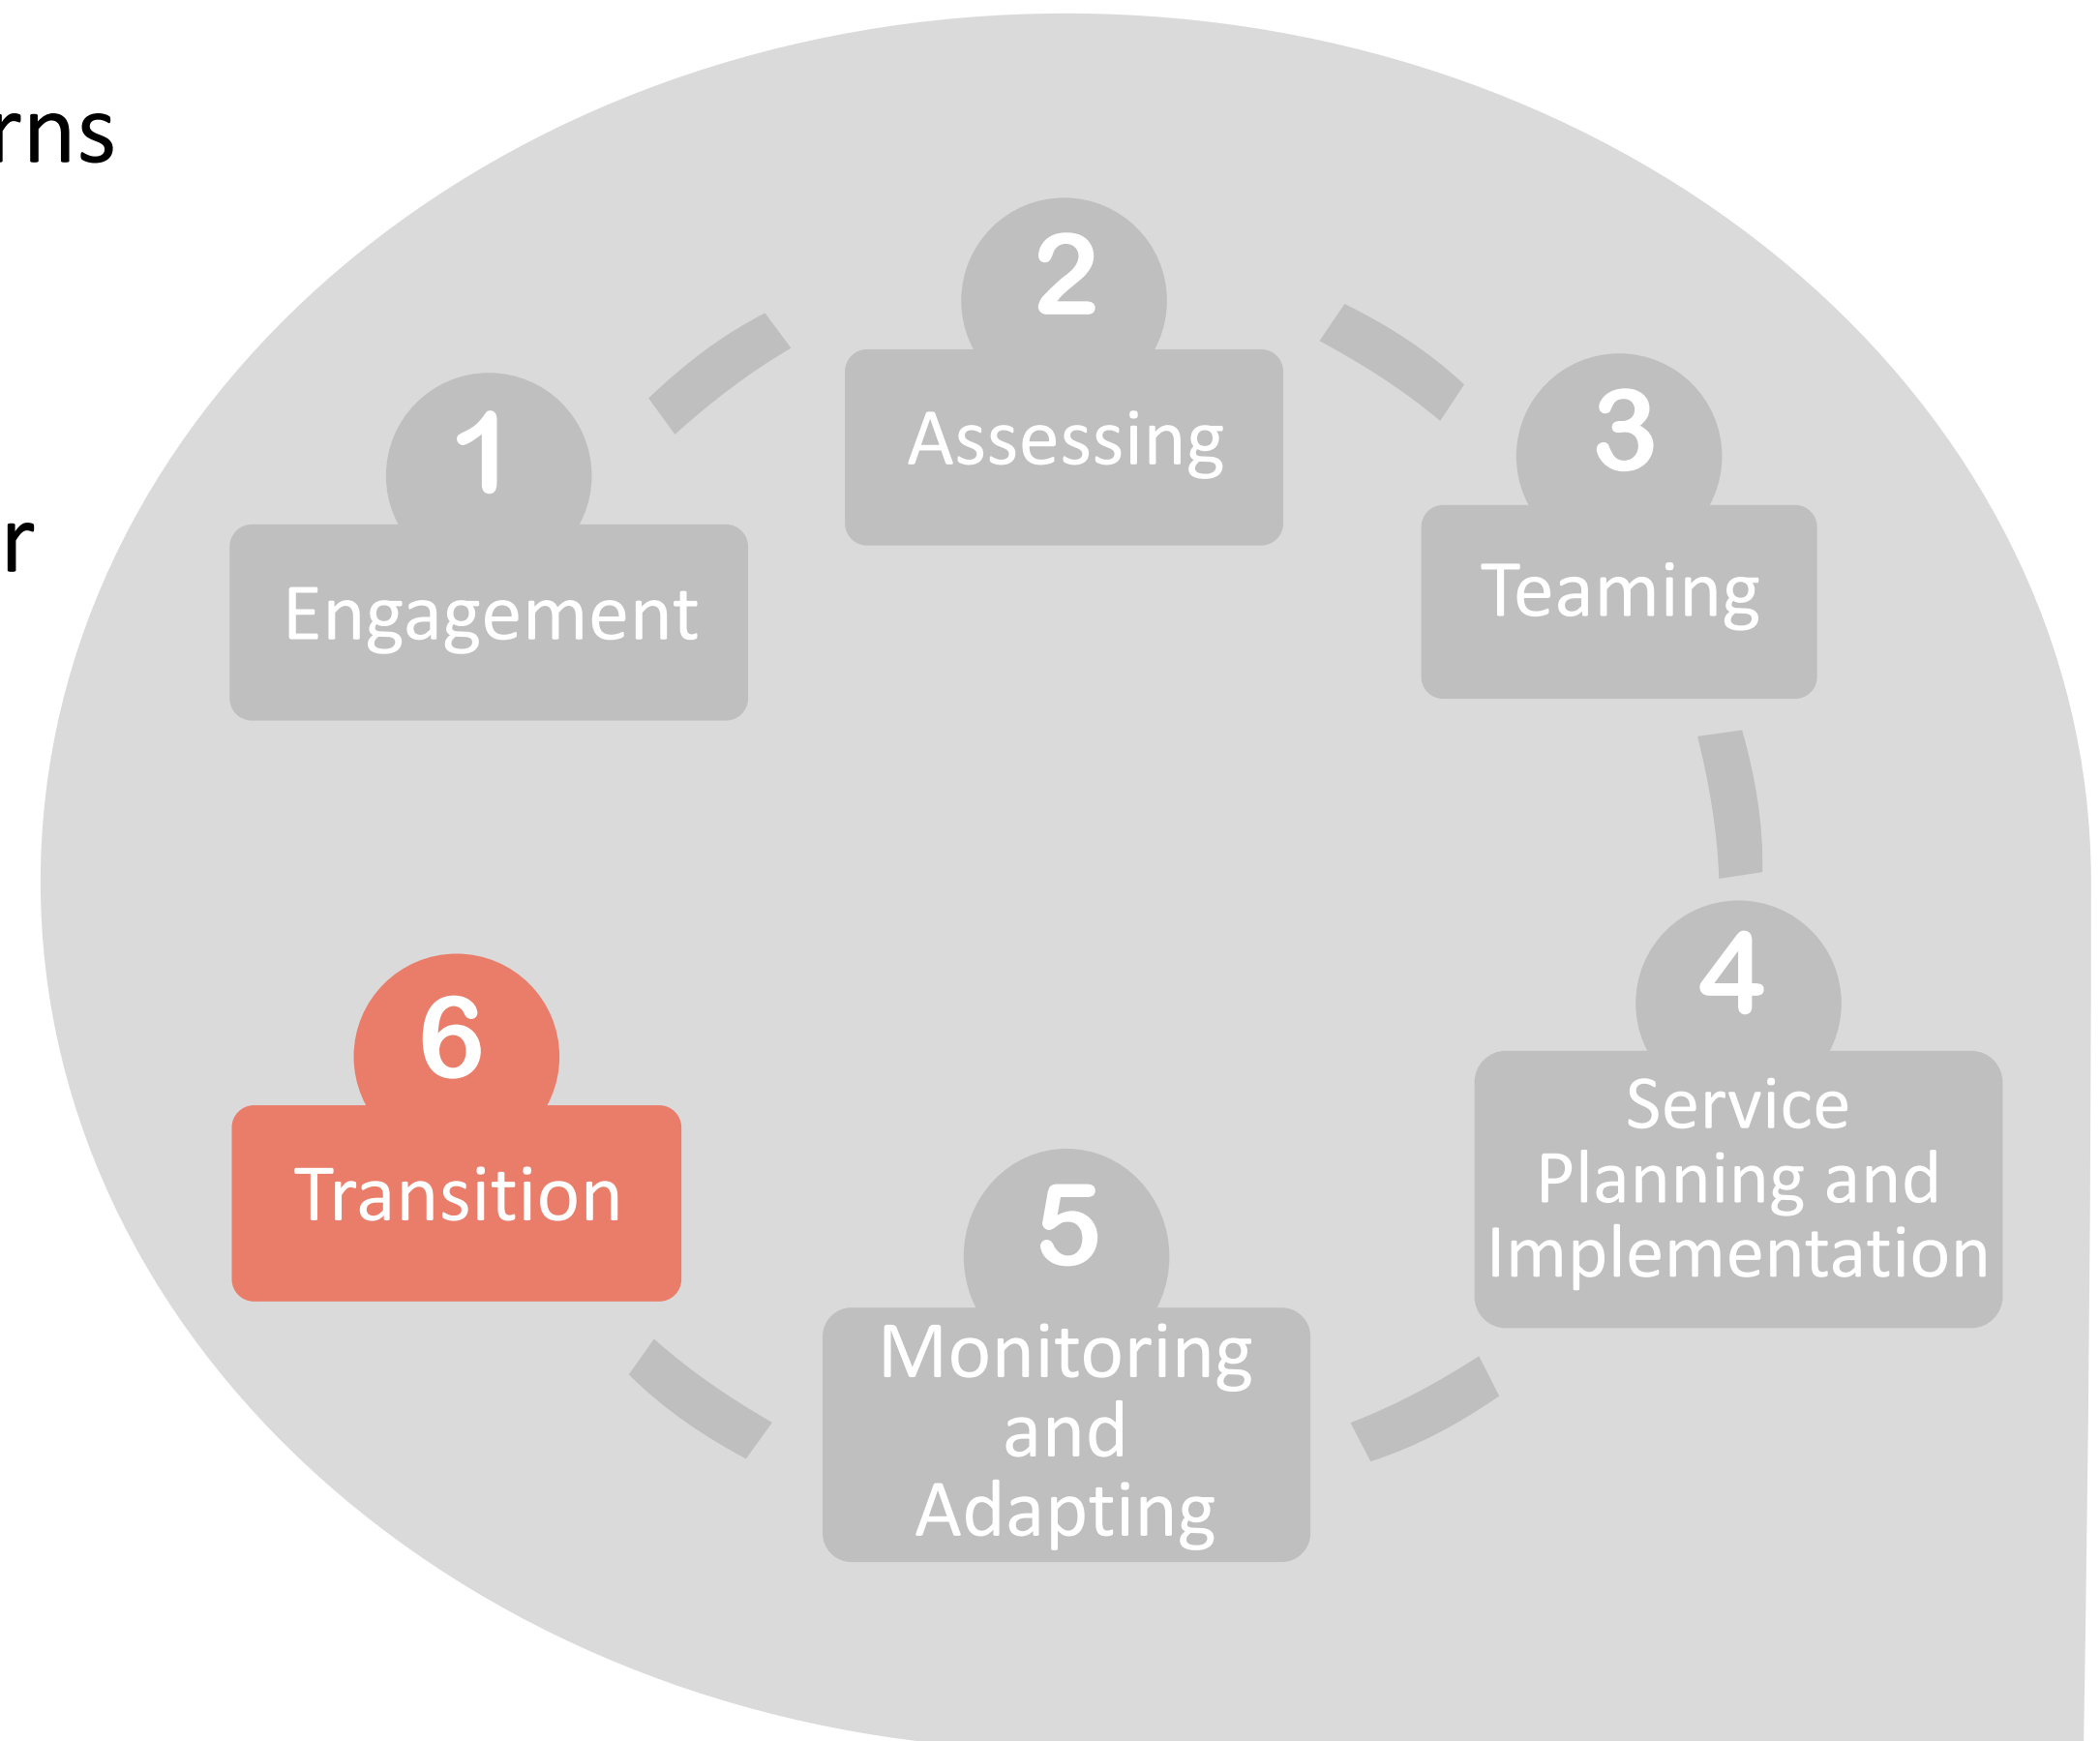 rns
r
1
Engagement
2
Assessing
3
Teaming
4
Service
Planning and
Implementation
5
Monitoring
and
Adapting
6
Transition